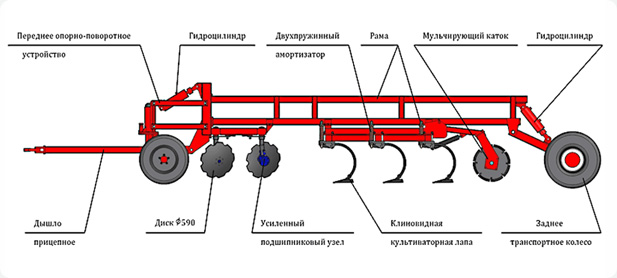 Переднее опорно-поворотное
устройство
Гидроцилиндр
Двухпружинный
амортизатор
Рама
Мульчирующий каток
Гидроцилиндр
Дышло
прицепное
Диск ϕ590
Усиленный
подшипниковый узел
Клиновидная
культиваторная лапа
Заднее
транспортное колесо